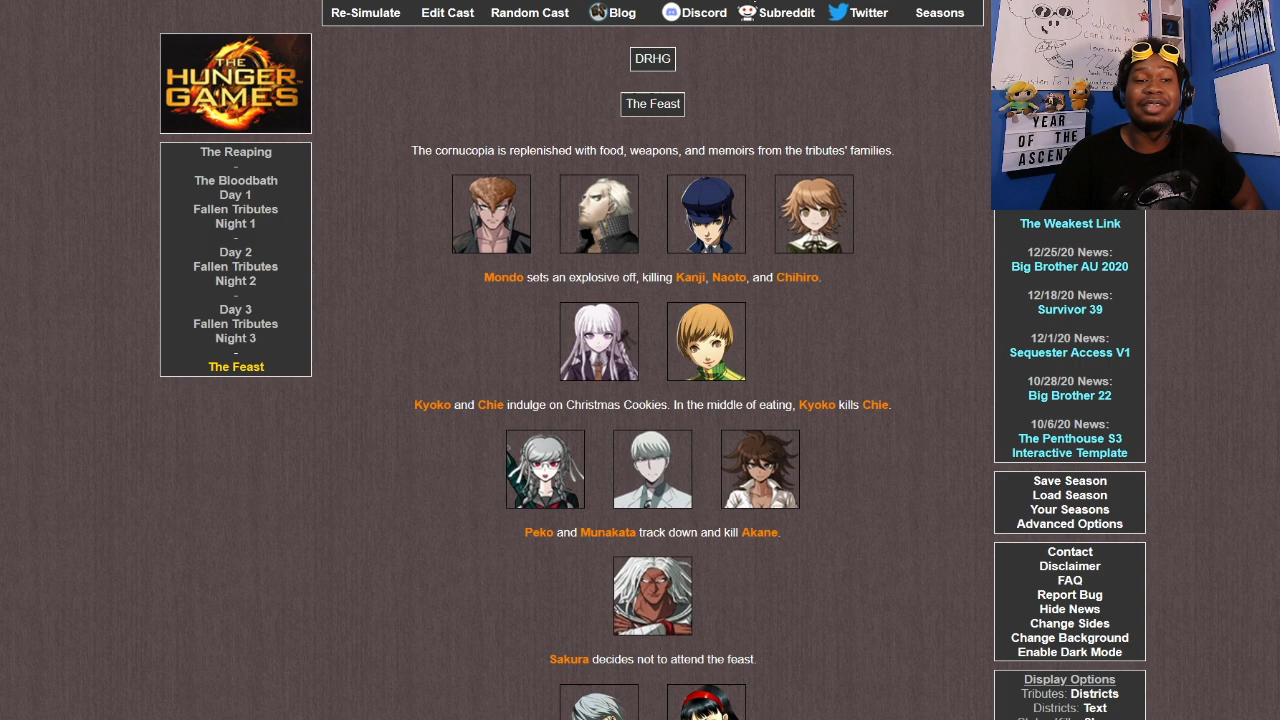 Re-Simulate Edit Cast Random Cast Blog Discord Subreddit Twitter Seasons
THE
HUNGER
GAMES
The Reaping
-
The Bloodbath
Day 1
Fallen Tributes
Night 1
-
Day 2
Fallen Tributes
Night 2
-
Day 3
Fallen Tributes
Night 3
-
The Feast
DRHG
The Feast
The cornucopia is replenished with food, weapons, and memoirs from the tributes' families.
Mondo sets an explosive off, killing Kanji, Naoto, and Chihiro.
Kyoko and Chie indulge on Christmas Cookies. In the middle of eating, Kyoko kills Chie.
Peko and Munakata track down and kill Akane.
Sakura decides not to attend the feast.
YEAR
OF THE
ASCENT
The Weakest Link
12/25/20 News:
Big Brother AU 2020
12/18/20 News:
Survivor 39
12/1/20 News:
Sequester Access V1
10/28/20 News:
Big Brother 22
10/6/20 News:
The Penthouse S3
Interactive Template
Save Season
Load Season
Your Seasons
Advanced Options
Contact
Disclaimer
FAQ
Report Bug
Hide News
Change Sides
Change Background
Enable Dark Mode
Display Options
Tributes: Districts
Districts: Text